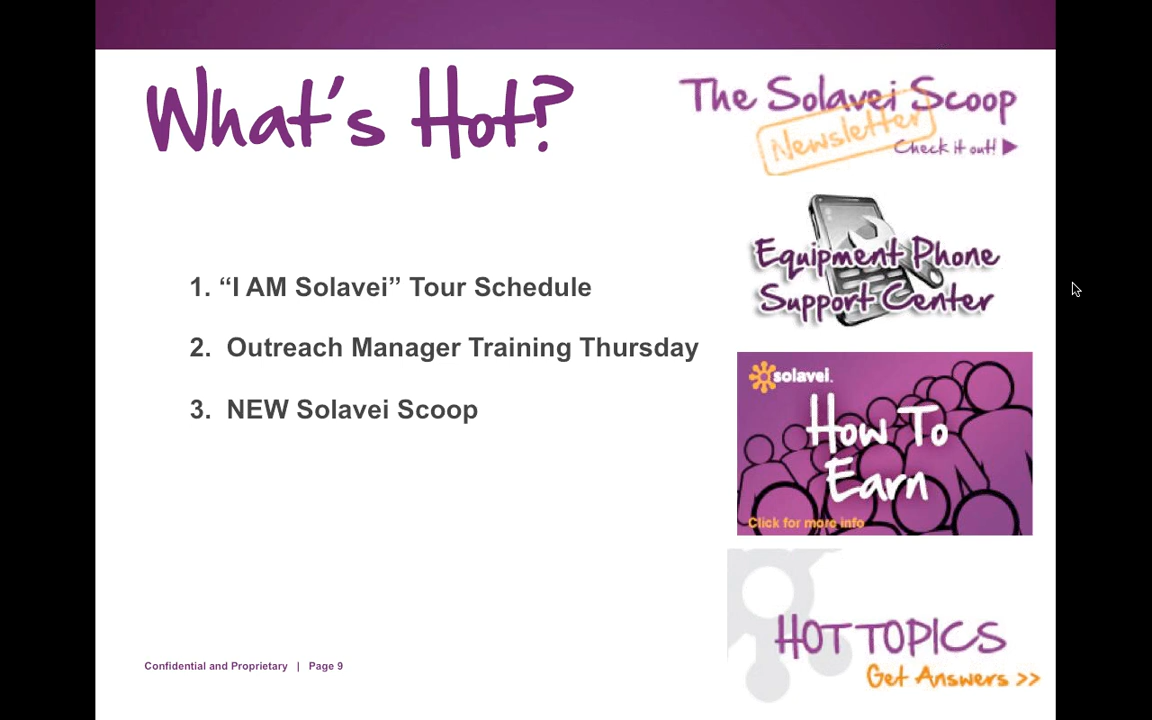 What's Hot?
1. “I AM Solavei” Tour Schedule
2. Outreach Manager Training Thursday
3. NEW Solavei Scoop
Confidential and Proprietary | Page 9
The Solavei Scoop
Newsletter
Check it out!
Equipment Phone
Support Center
solavei.
How To
Earn
Click for more info
HOT TOPICS
Get Answers >>